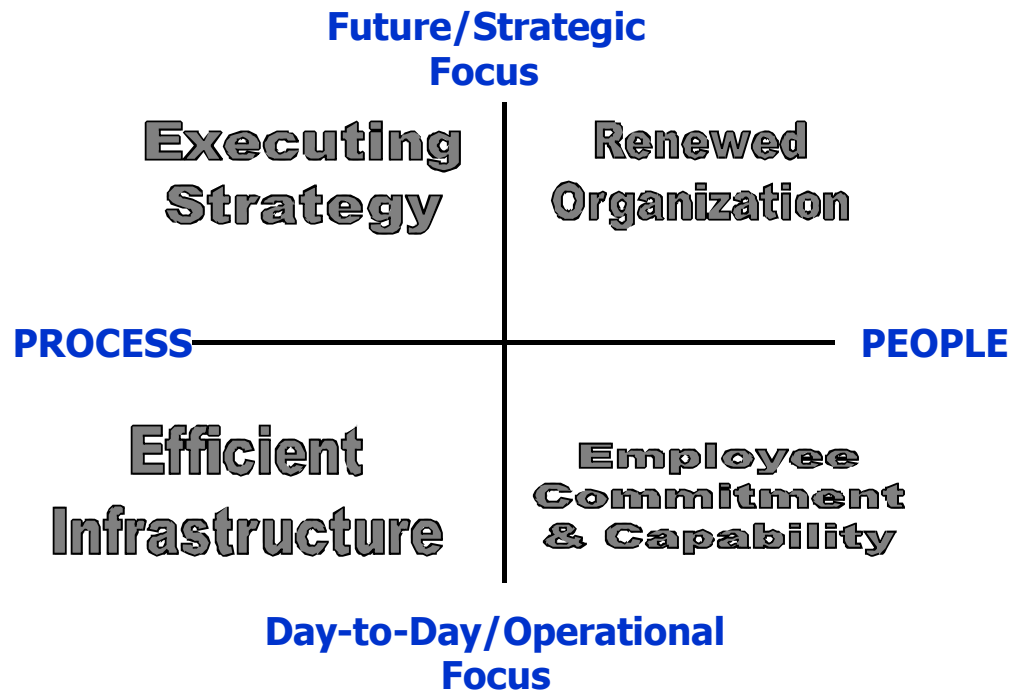 Future/Strategic
Focus
Executing
Strategy
Renewed
Organization
PROCESS
PEOPLE
Efficient
Infrastructure
Employee
Commitment
& Capability
Day-to-Day/Operational
Focus